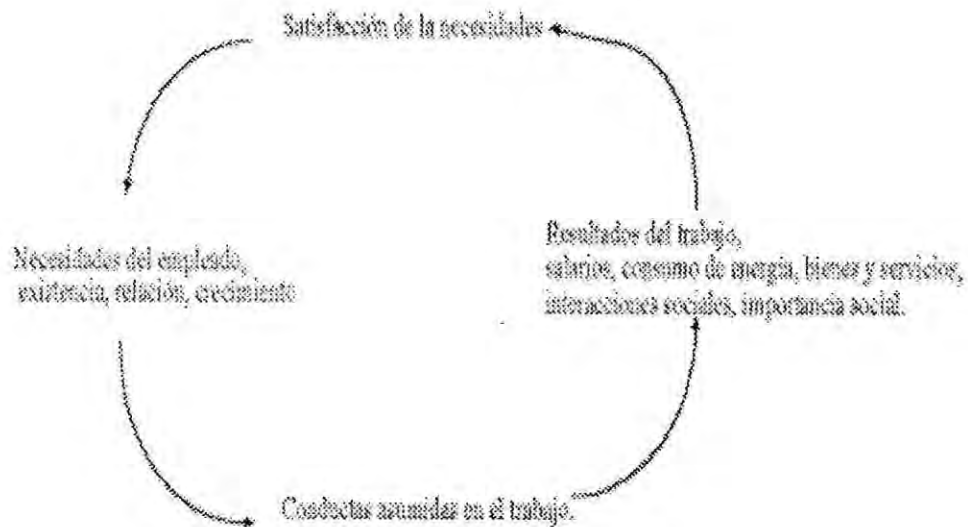 Satisfacción de la necesidades
Necesidades del empleado,
existencia, relación, crecimiento
Resultados del trabajo,
salarios, consumo de energía, bienes y servicios,
interacciones sociales, importancia social.
Conductas asumidas en el trabajo.